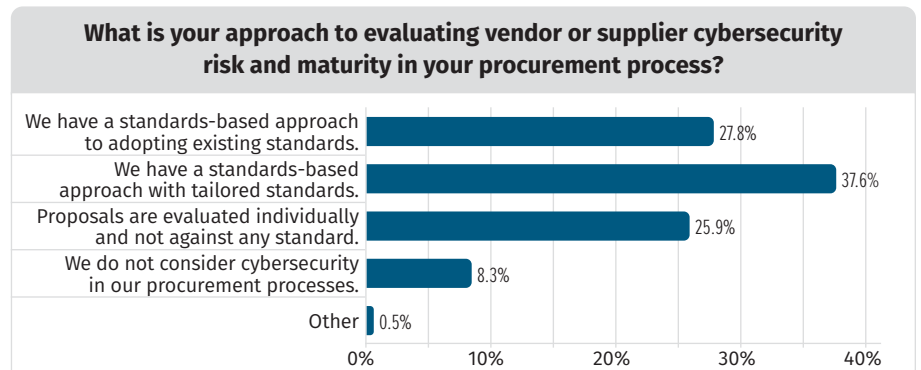 What is your approach to evaluating vendor or supplier cybersecurity
risk and maturity in your procurement process?
We have a standards-based approach
to adopting existing standards.
27.8%
We have a standards-based
approach with tailored standards.
37.6%
Proposals are evaluated individually
and not against any standard.
25.9%
We do not consider cybersecurity
in our procurement processes.
8.3%
Other
0.5%
0% 10% 20% 30% 40%